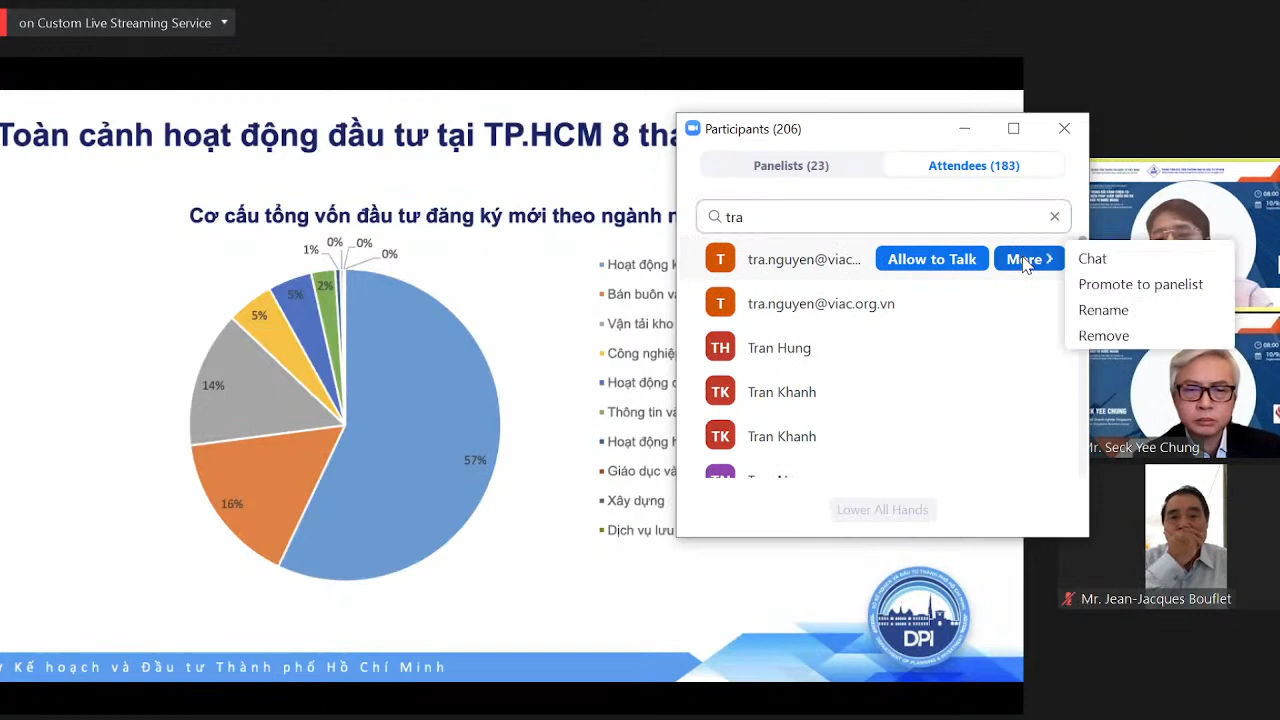 on Custom Live Streaming Service
Toàn cảnh hoạt động đầu tư tại TP.HCM 8
Cơ cấu tổng vốn đầu tư đăng ký mới theo ngành
1%
0%
0%
0%
2%
5%
5%
14%
16%
57%
Hoạt động
Bán buôn
Vận tải kho
Công nghiệ
Hoạt động
Thông tin
Hoạt động
Giáo dục
Xây dựng
Dịch vụ lưu
Kế hoạch và Đầu tư Thành phố Hồ Chí Minh
DPI
Participants (206)
Panelists (23)
Attendees (183)
tra
T
tra.nguyen@viac...
Allow to Talk
More
T
tra.nguyen@viac.org.vn
TH
Tran Hung
TK
Tran Khanh
TK
Tran Khanh
Lower All Hands
Chat
Promote to panelist
Rename
Remove
YEE CHUNG
Mr. Seck Yee Chung
Mr. Jean-Jacques Bouflet